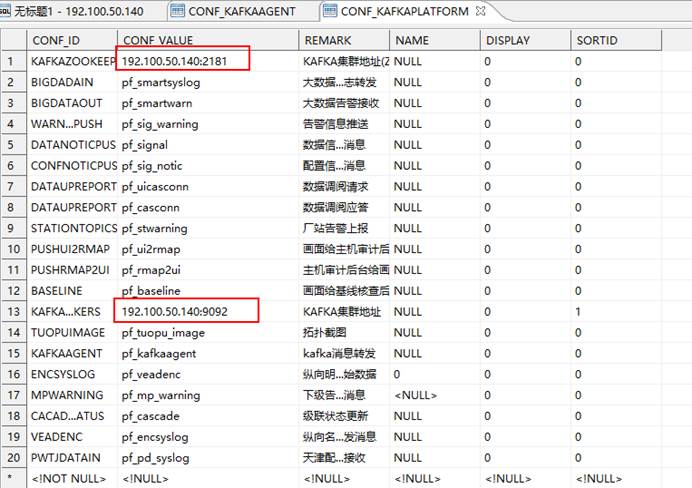 无标题1 - 192.100.50.140 CONF_KAFKAAGENT CONF_KAFKAPLATFORM
CONF_ID CONF VALUE REMARK NAME DISPLAY SORTID
1 KAFKAZOOKEEP 192.100.50.140:2181 KAFKA集群地址(Z NULL 0 0
2 BIGDADAIN pf_smartsyslog 大数据...志转发 NULL 0 0
3 BIGDATAOUT pf_smartwarn 大数据告警接收 NULL 0 0
4 WARN...PUSH pf_sig_warning 告警信息推送 NULL 0 0
5 DATANOTICPUS pf_signal 数据信...消息 NULL 0 0
6 CONFNOTICPUS pf_sig_notic 配置信...消息 NULL 0 0
7 DATAUPREPORT pf_uicasconn 数据调阅请求 NULL 0 0
8 DATAUPREPORT pf_casconn 数据调阅应答 NULL 0 0
9 STATIONTOPICS pf_stwarning 厂站告警上报 NULL 0 0
10 PUSHUI2RMAP pf_ui2rmap 画面给主机审计后 NULL 0 0
11 PUSHRMAP2UI pf_rmap2ui 主机审计后台给画 NULL 0 0
12 BASELINE pf_baseline 画面给基线核查后 NULL 0 0
13 KAFKA...KERS 192.100.50.140:9092 KAFKA集群地址 NULL 0 1
14 TUOPUIMAGE pf_tuopu_image 拓扑截图 NULL 0 0
15 KAFKAAGENT pf_kafkaagent kafka消息转发 NULL 0 0
16 ENCSYSLOG pf_veadenc 纵向明...始数据 0 0 0
17 MPWARNING pf_mp_warning 下级告...消息 <NULL> 0 0
18 CACAD...ATUS pf_cascade 级联状态更新 NULL 0 0
19 VEADENC pf_encsyslog 纵向名...发消息 NULL 0 0
20 PWTJDATAIN pf_pd_syslog 天津配...接收 NULL 0 0
* <!NOT NULL> <!NULL> <!NULL> <!NULL> <!NULL> <!NULL>